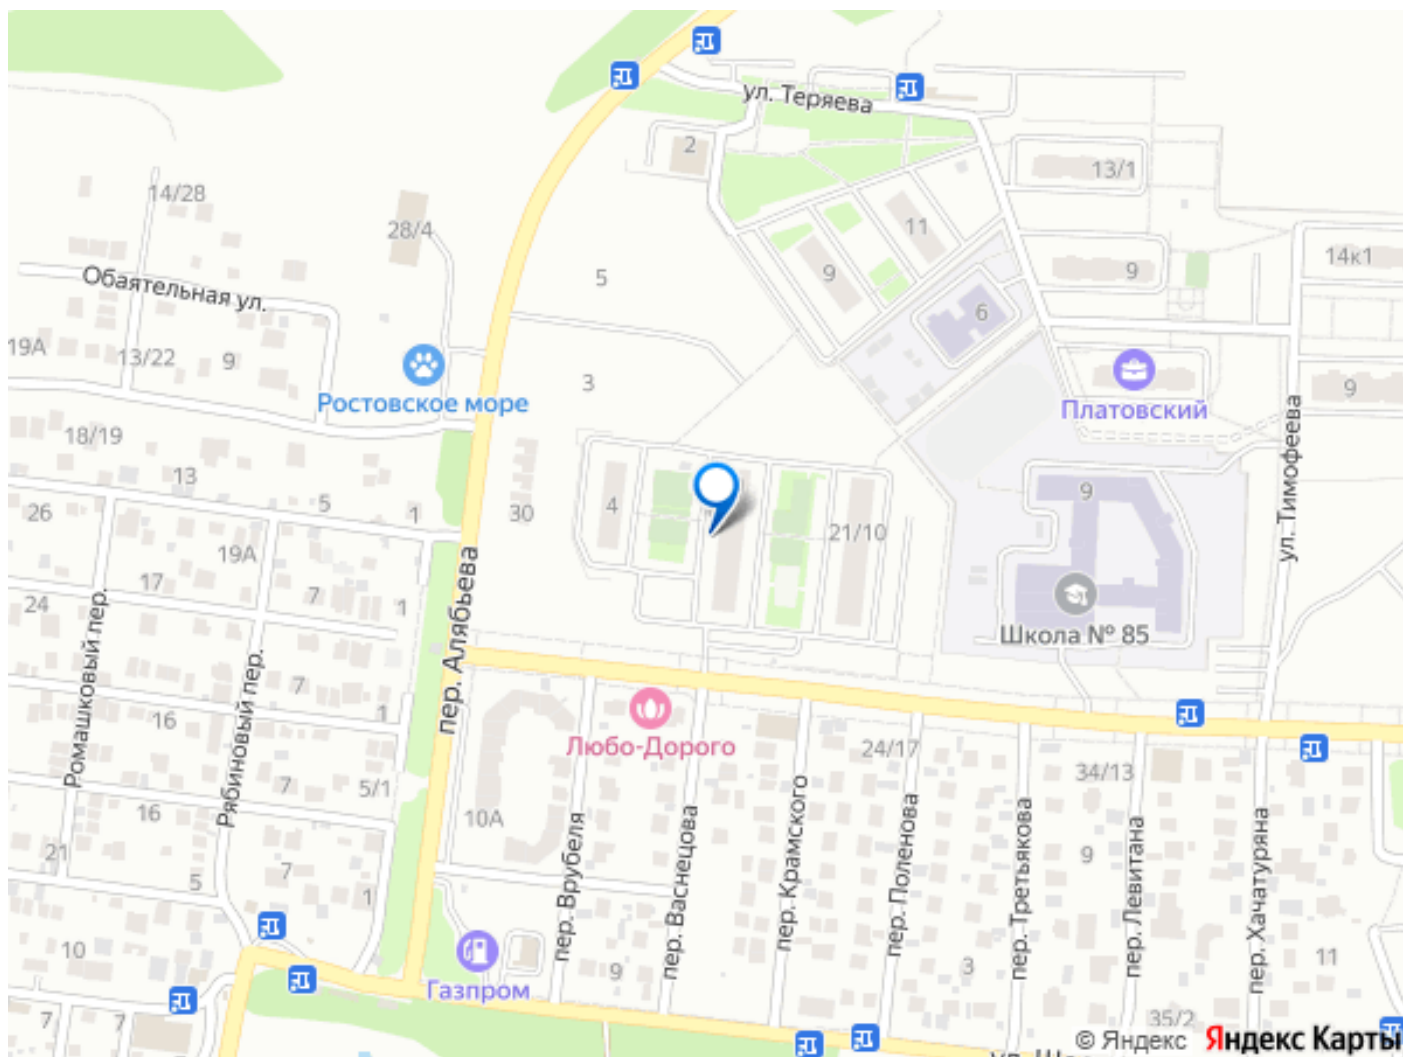 ул. Теряева
2
13/1
14/28
28/4
11
14к1
Обаятельная ул.
5
9
9
6
19А
13/22
9
Ростовское море
3
Платовский
9
18/19
13
5
1
26
30
4
21/10
9
ул. Тимофеева
19А
17
7
1
24
пер. Алябьева
Школа № 85
Ромашковый пер.
Рябиновый пер.
7
16
1
Любо-Дорого
24/17
34/13
7
5/1
16
10А
21
7
5
1
9
пер. Врубеля
пер. Васнецова
пер. Крамского
пер. Поленова
пер. Третьякова
пер. Левитана
пер. Хачатуряна
10
Газпром
9
3
11
7
7
35/2
© Яндекс Яндекс Карты